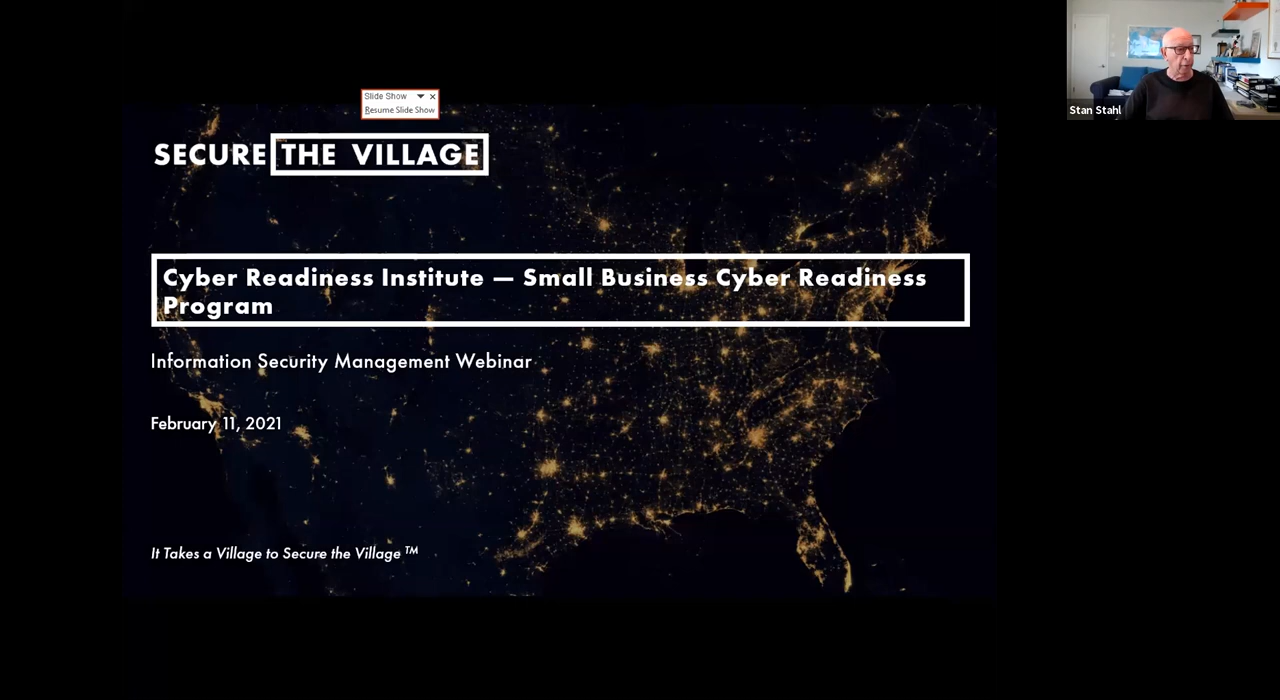 Slide Show
Resume Slide Show
SECURE THE VILLAGE
Cyber Readiness Institute — Small Business Cyber Readiness
Program
Information Security Management Webinar
February 11, 2021
It Takes a Village to Secure the Village ™
Stan Stahl